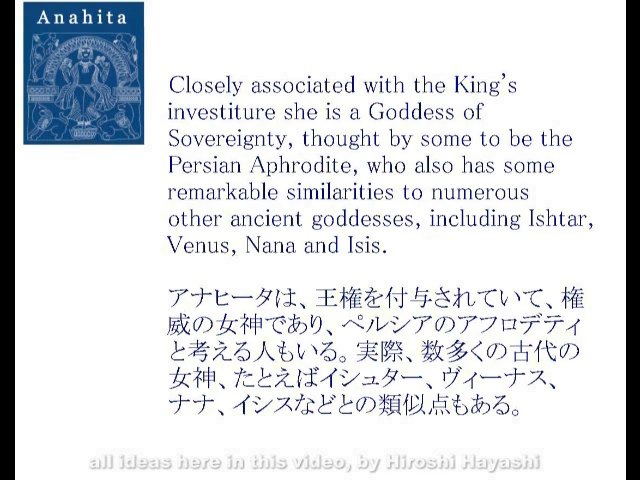 Anahita
Closely associated with the King's
investiture she is a Goddess of
Sovereignty, thought by some to be the
Persian Aphrodite, who also has some
remarkable similarities to numerous
other ancient goddesses, including Ishtar,
Venus, Nana and Isis.
アナヒータは、王権を付与されていて、権
威の女神であり、ペルシアのアフロデティ
と考える人もいる。実際、数多くの古代の
女神、たとえばイシュター、ヴィーナス、
ナナ、イシスなどとの類似点もある。
all ideas here in this video, by Hiroshi Hayashi